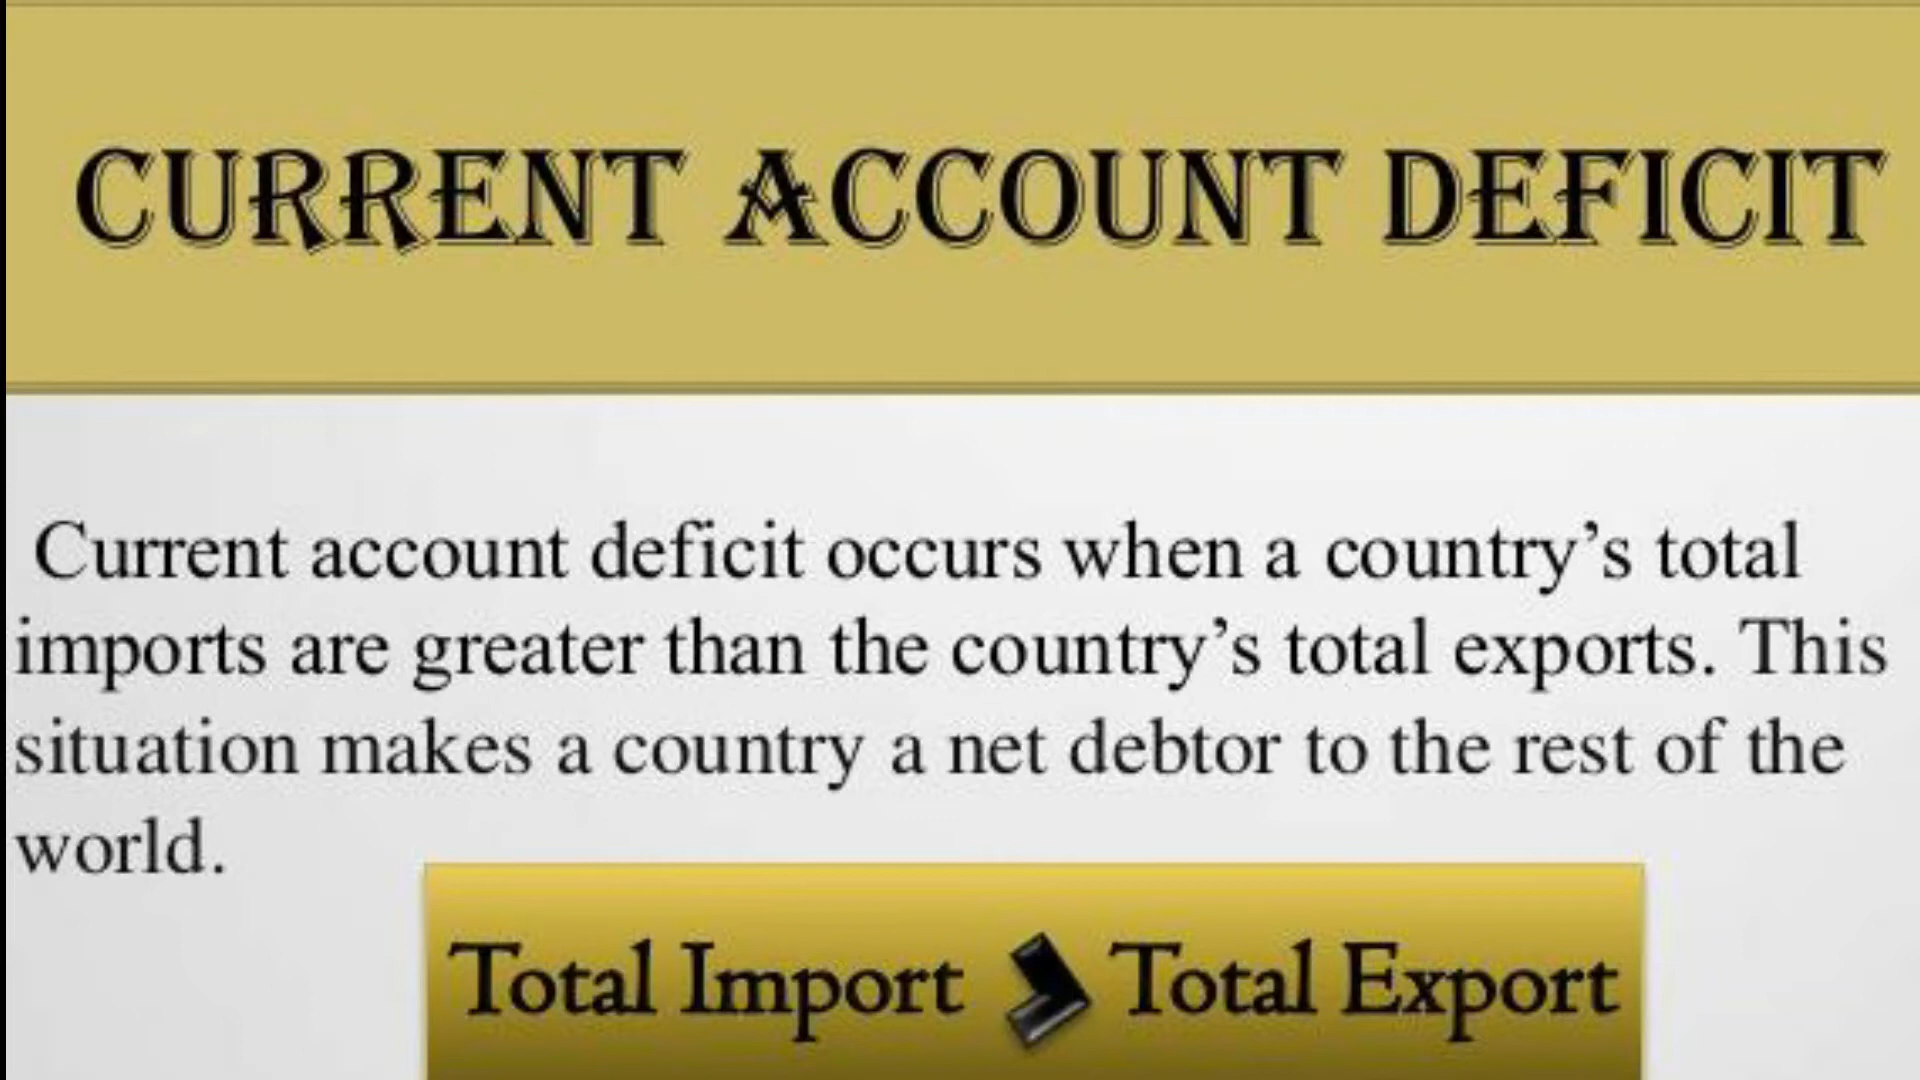 CURRENT ACCOUNT DEFICIT
Current account deficit occurs when a country’s total
imports are greater than the country’s total exports. This
situation makes a country a net debtor to the rest of the
world.
Total Import > Total Export